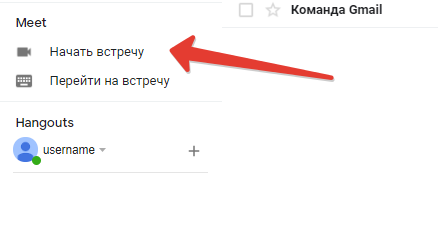 Meet
Начать встречу
Перейти на встречу
Hangouts
username
Команда Gmail